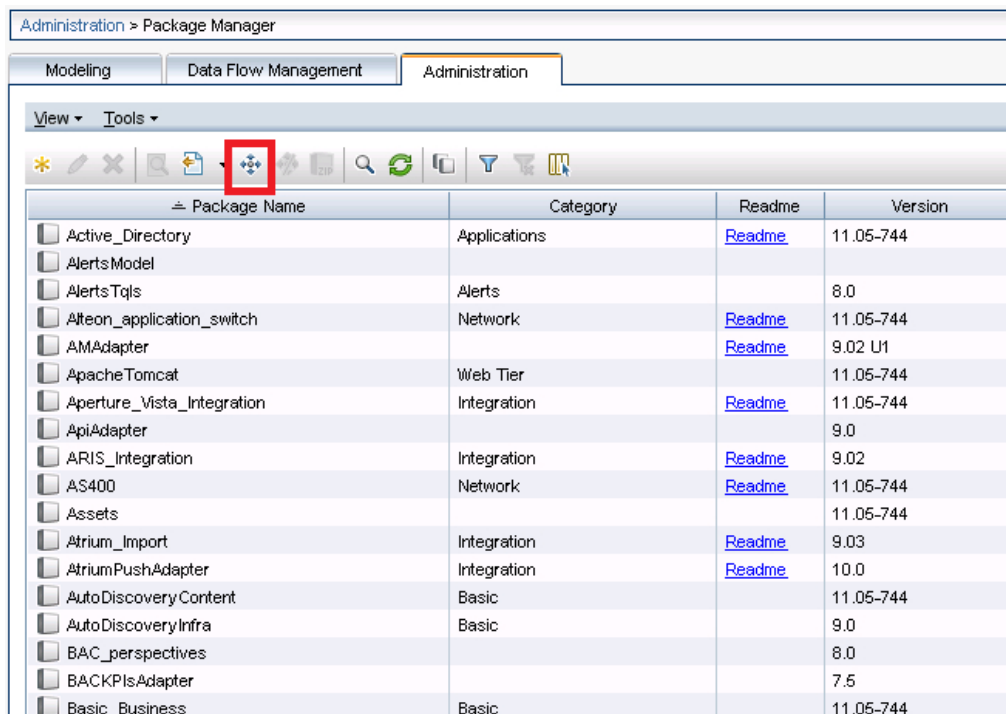 Administration > Package Manager
Modeling Data Flow Management Administration
View Tools
ZIP
Package Name Category Readme Version
Active_Directory Applications Readme 11.05-744
AlertsModel
AlertsTqls Alerts 8.0
Alteon_application_switch Network Readme 11.05-744
AMAdapter Readme 9.02 U1
ApacheTomcat Web Tier 11.05-744
Aperture_Vista_Integration Integration Readme 11.05-744
ApiAdapter 9.0
ARIS_Integration Integration Readme 9.02
AS400 Network Readme 11.05-744
Assets 11.05-744
Atrium_Import Integration Readme 9.03
AtriumPushAdapter Integration Readme 10.0
AutoDiscoveryContent Basic 11.05-744
AutoDiscoveryInfra Basic 9.0
BAC_perspectives 8.0
BACKPIsAdapter 7.5
Basic_Business Basic 11.05-744